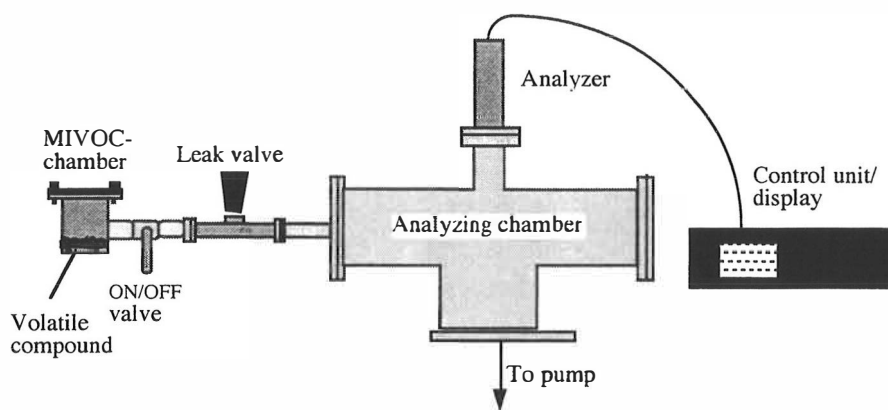 Analyzer
MIVOC-
chamber
Leak valve
Control unit/
display
Analyzing chamber
ON/OFF
valve
Volatile
compound
To pump